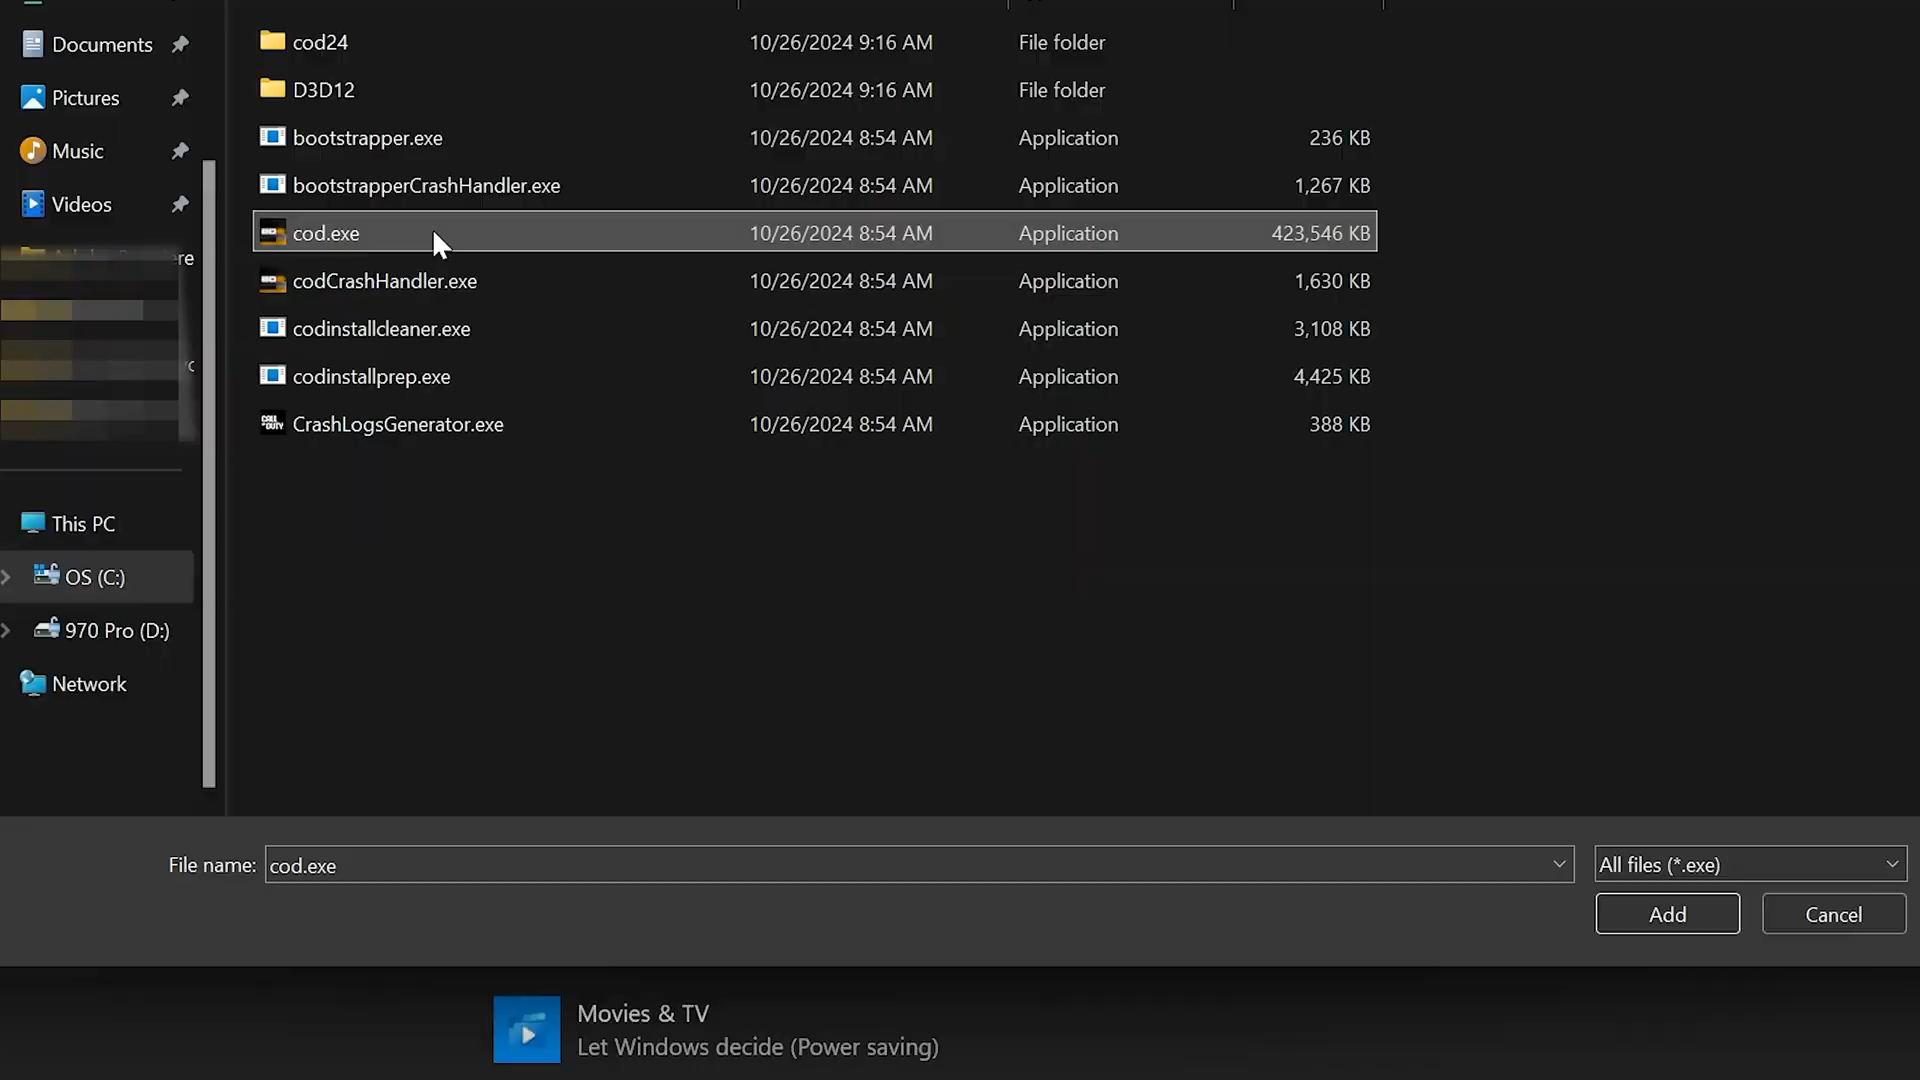 Documents
Pictures
Music
Videos
re
This PC
OS (C:)
970 Pro (D:)
Network
cod24 10/26/2024 9:16 AM File folder
D3D12 10/26/2024 9:16 AM File folder
bootstrapper.exe 10/26/2024 8:54 AM Application 236 KB
bootstrapperCrashHandler.exe 10/26/2024 8:54 AM Application 1,267 KB
cod.exe 10/26/2024 8:54 AM Application 423,546 KB
codCrashHandler.exe 10/26/2024 8:54 AM Application 1,630 KB
codinstallcleaner.exe 10/26/2024 8:54 AM Application 3,108 KB
codinstallprep.exe 10/26/2024 8:54 AM Application 4,425 KB
CALL OF DUTY
CrashLogsGenerator.exe 10/26/2024 8:54 AM Application 388 KB
File name: cod.exe All files (*.exe)
Add Cancel
Movies & TV
Let Windows decide (Power saving)